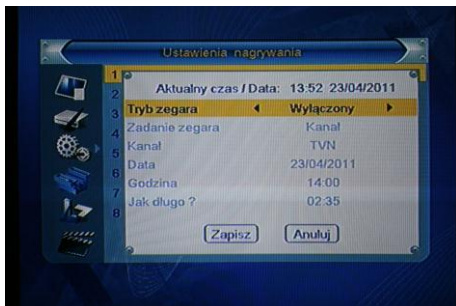 Ustawienia nagrywania
1
2
3
4
5
6
7
8
Aktualny czas / Data: 13:52 23/04/2011
Tryb zegara Wyłączony
Zadanie zegara Kanał
Kanał TVN
Data 23/04/2011
Godzina 14:00
Jak długo ? 02:35
Zapisz Anuluj